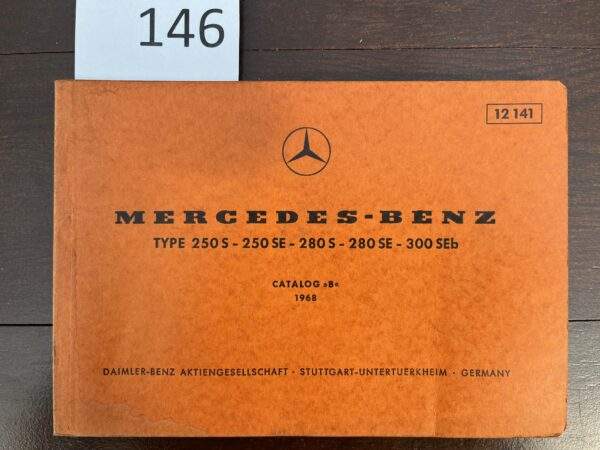 146
12 141
MERCEDES-BENZ
TYPE 250 S - 250 SE - 280 S - 280 SE - 300 SEb
CATALOG »B«
1968
DAIMLER-BENZ AKTIENGESELLSCHAFT · STUTTGART-UNTERTUERKHEIM · GERMANY